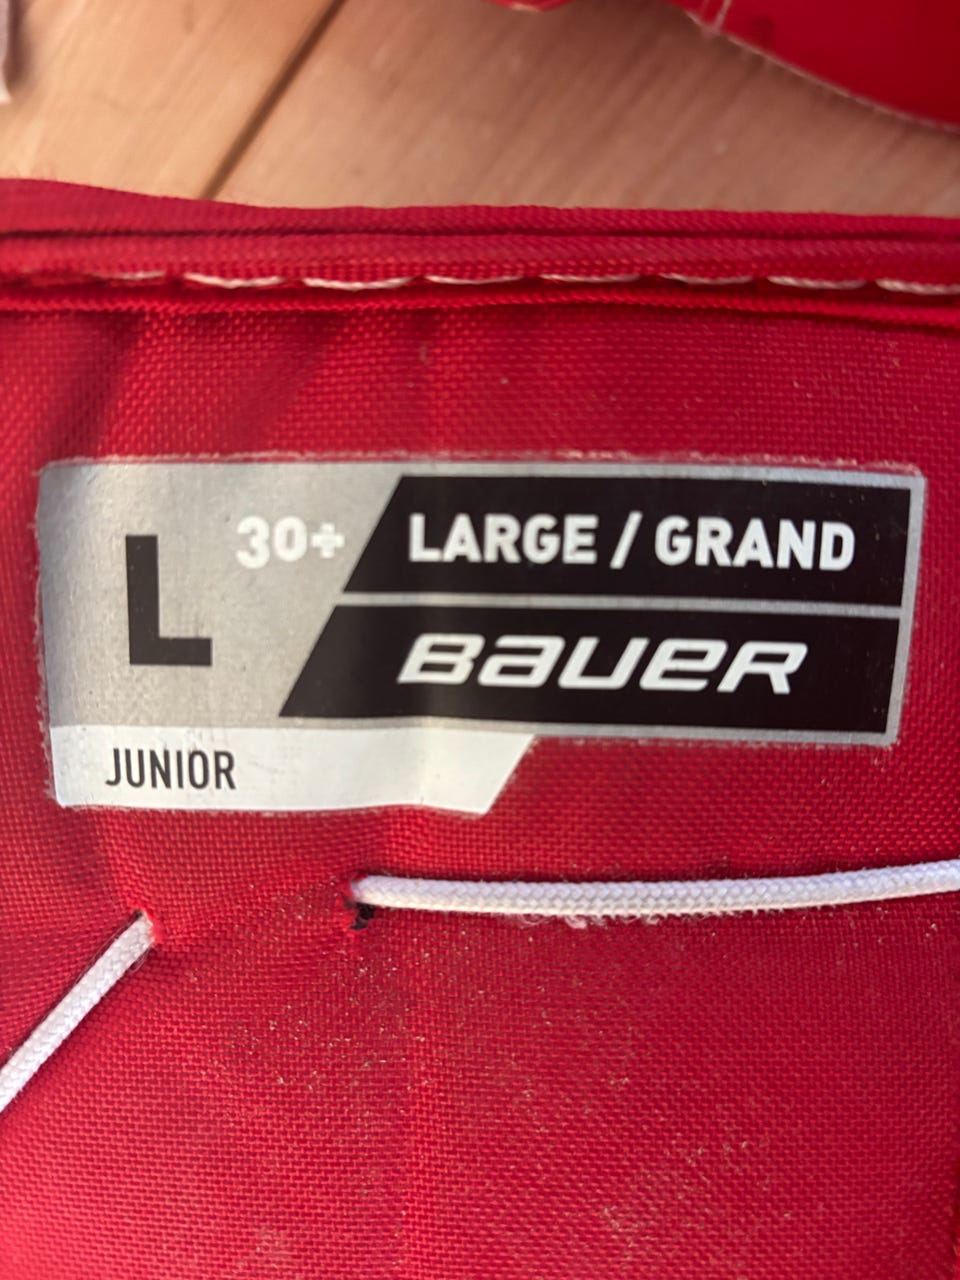 L 30+ LARGE / GRAND
BAUER
JUNIOR